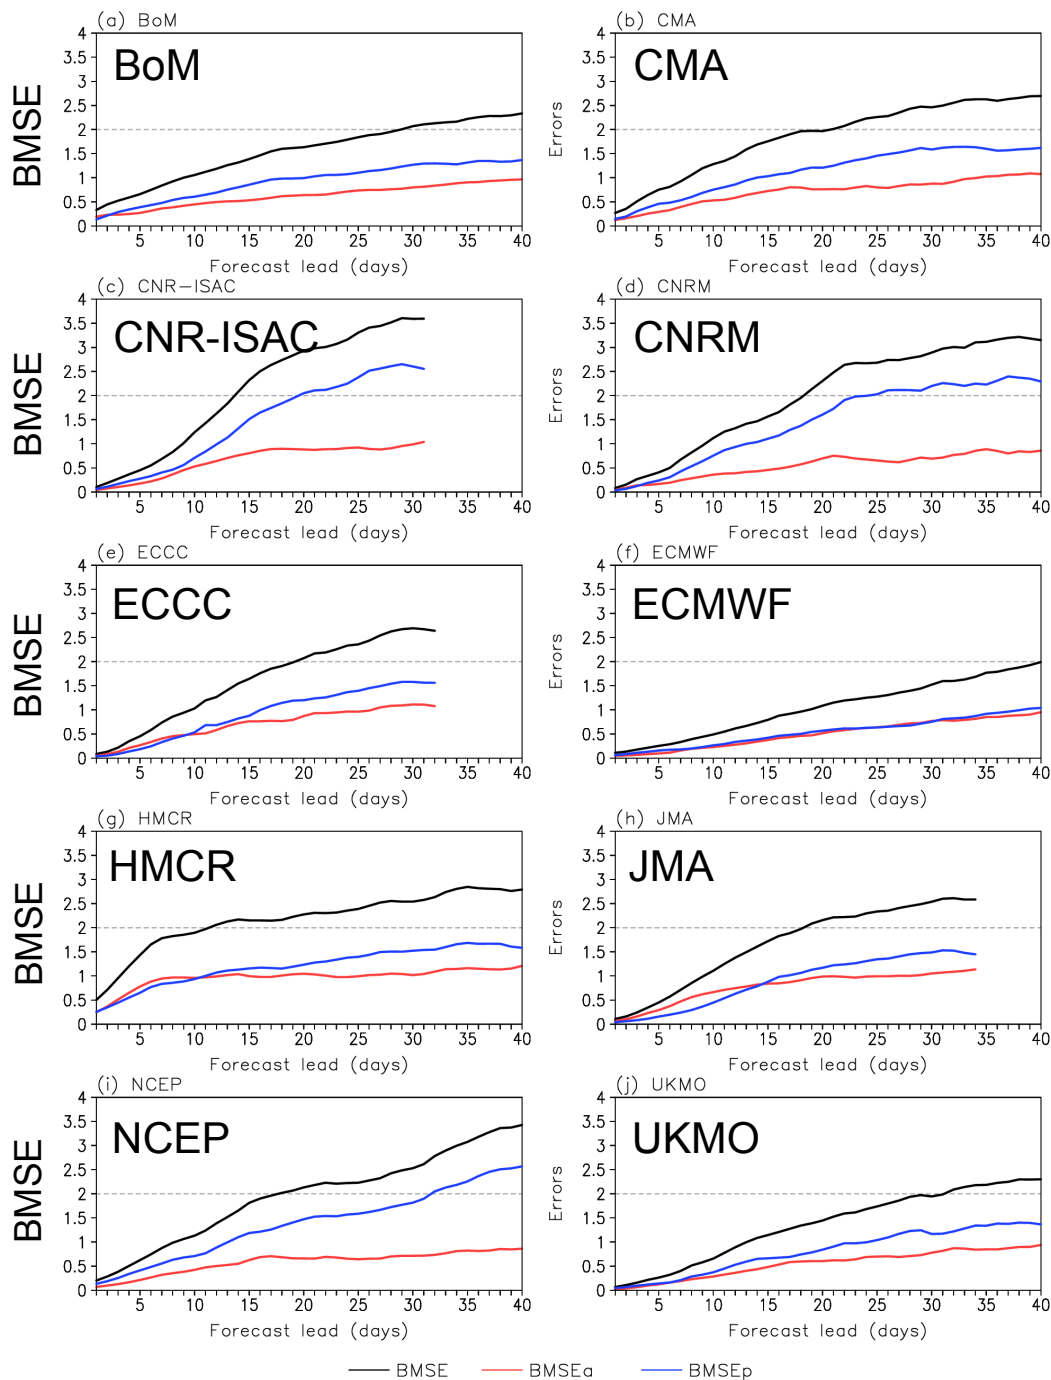 (a) BoM
(b) CMA
4
3.5
3
2.5
2
1.5
1
0.5
0
BMSE
BoM
5 10 15 20 25 30 35 40
Forecast lead (days)
4
3.5
3
2.5
2
1.5
1
0.5
0
Errors
CMA
5 10 15 20 25 30 35 40
Forecast lead (days)
(c) CNR-ISAC
(d) CNRM
4
3.5
3
2.5
2
1.5
1
0.5
0
BMSE
CNR-ISAC
5 10 15 20 25 30 35 40
Forecast lead (days)
4
3.5
3
2.5
2
1.5
1
0.5
0
Errors
CNRM
5 10 15 20 25 30 35 40
Forecast lead (days)
(e) ECCC
(f) ECMWF
4
3.5
3
2.5
2
1.5
1
0.5
0
BMSE
ECCC
5 10 15 20 25 30 35 40
Forecast lead (days)
4
3.5
3
2.5
2
1.5
1
0.5
0
Errors
ECMWF
5 10 15 20 25 30 35 40
Forecast lead (days)
(g) HMCR
(h) JMA
4
3.5
3
2.5
2
1.5
1
0.5
0
BMSE
HMCR
5 10 15 20 25 30 35 40
Forecast lead (days)
4
3.5
3
2.5
2
1.5
1
0.5
0
Errors
JMA
5 10 15 20 25 30 35 40
Forecast lead (days)
(i) NCEP
(j) UKMO
4
3.5
3
2.5
2
1.5
1
0.5
0
BMSE
NCEP
5 10 15 20 25 30 35 40
Forecast lead (days)
4
3.5
3
2.5
2
1.5
1
0.5
0
Errors
UKMO
5 10 15 20 25 30 35 40
Forecast lead (days)
BMSE BMSEa BMSEp